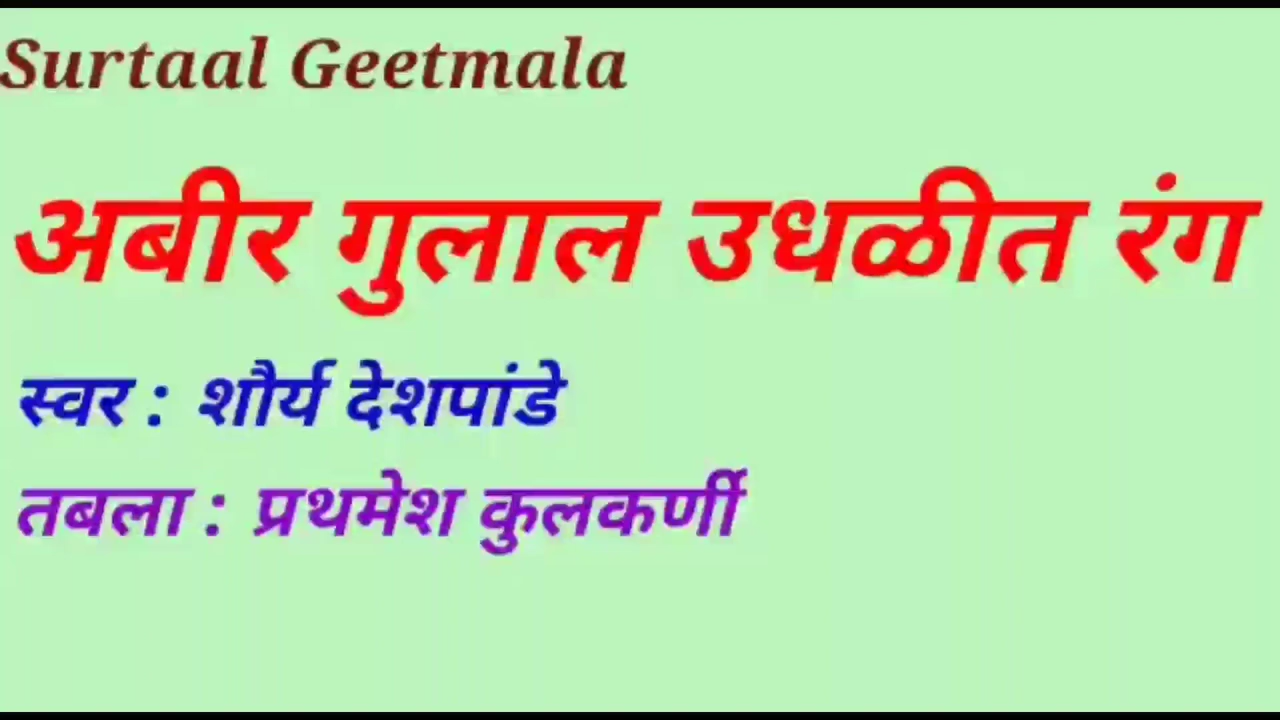 Surtaal Geetmala
अबीर गुलाल उधळीत रंग
स्वर : शौर्य देशपांडे
तबला : प्रथमेश कुलकर्णी